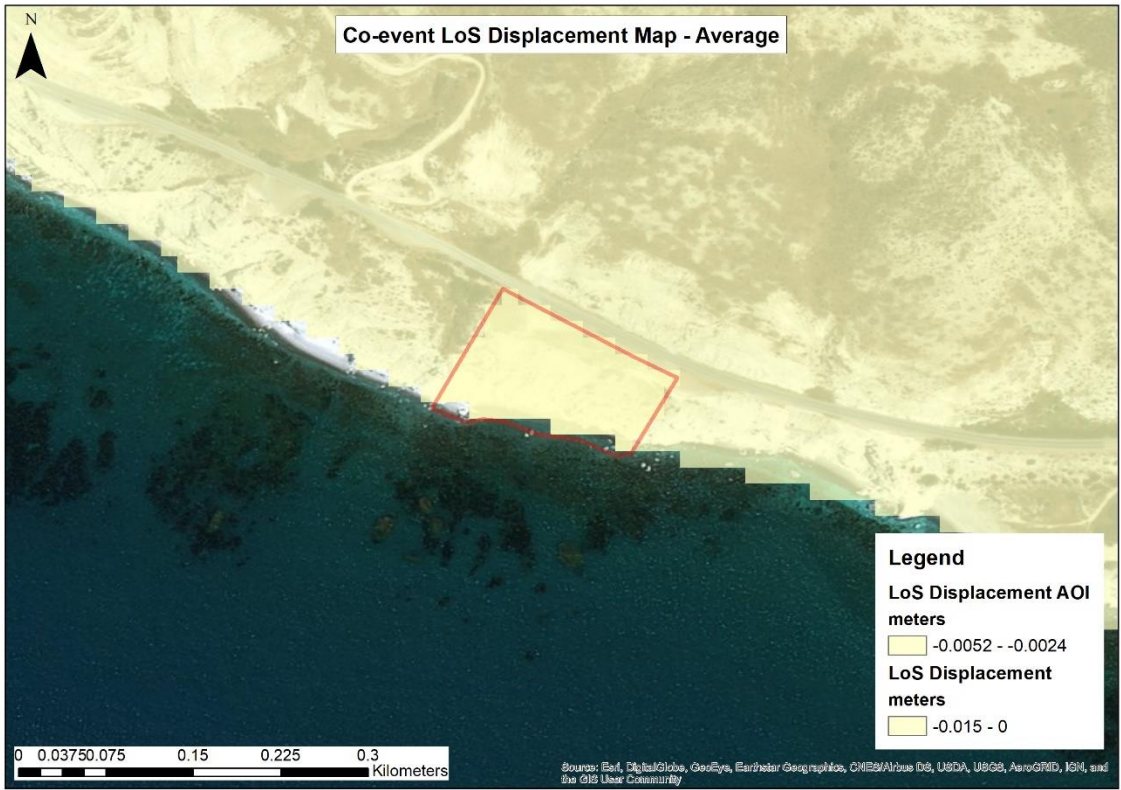 N
Co-event LoS Displacement Map - Average
Legend
LoS Displacement AOI
meters
-0.0052 - -0.0024
LoS Displacement
meters
-0.015 - 0
0 0.03750.075 0.15 0.225 0.3
Kilometers
Source: Esri, DigitalGlobe, GeoEye, Earthstar Geographics, CNES/Airbus DS, USDA, USGS, AeroGRID, IGN, and
the GIS User Community